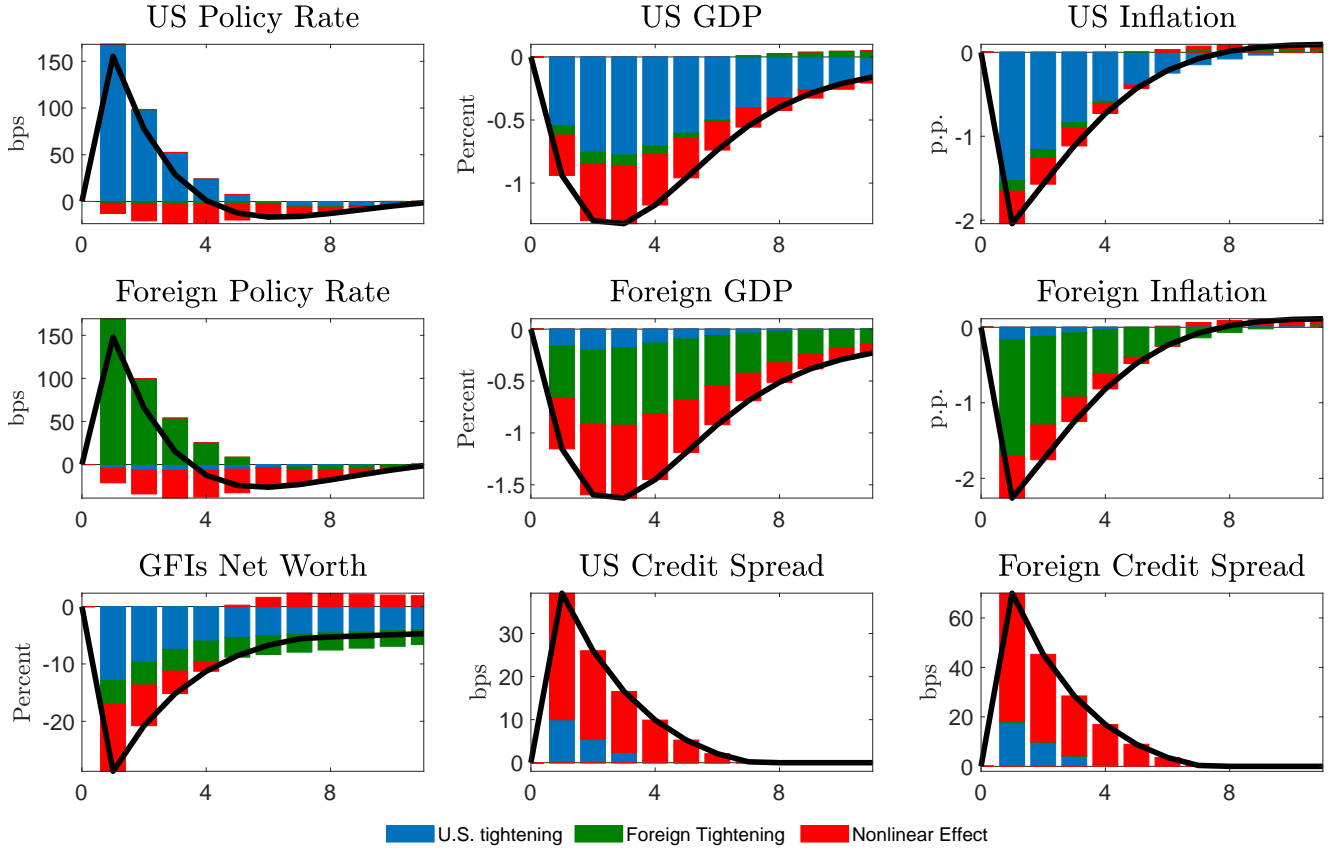 US Policy Rate
US GDP
US Inflation
bps
150
100
50
0
0 4 8
Percent
0
-0.5
-1
0 4 8
p.p.
0
-1
-2
0 4 8
Foreign Policy Rate
Foreign GDP
Foreign Inflation
bps
150
100
50
0
0 4 8
Percent
0
-0.5
-1
-1.5
0 4 8
p.p.
0
-1
-2
0 4 8
GFIs Net Worth
US Credit Spread
Foreign Credit Spread
Percent
0
-10
-20
0 4 8
bps
30
20
10
0
0 4 8
bps
60
40
20
0
0 4 8
U.S. tightening Foreign Tightening Nonlinear Effect